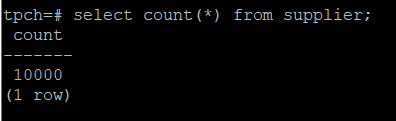 tpch=# select count(*) from supplier;
count
-------
10000
(1 row)